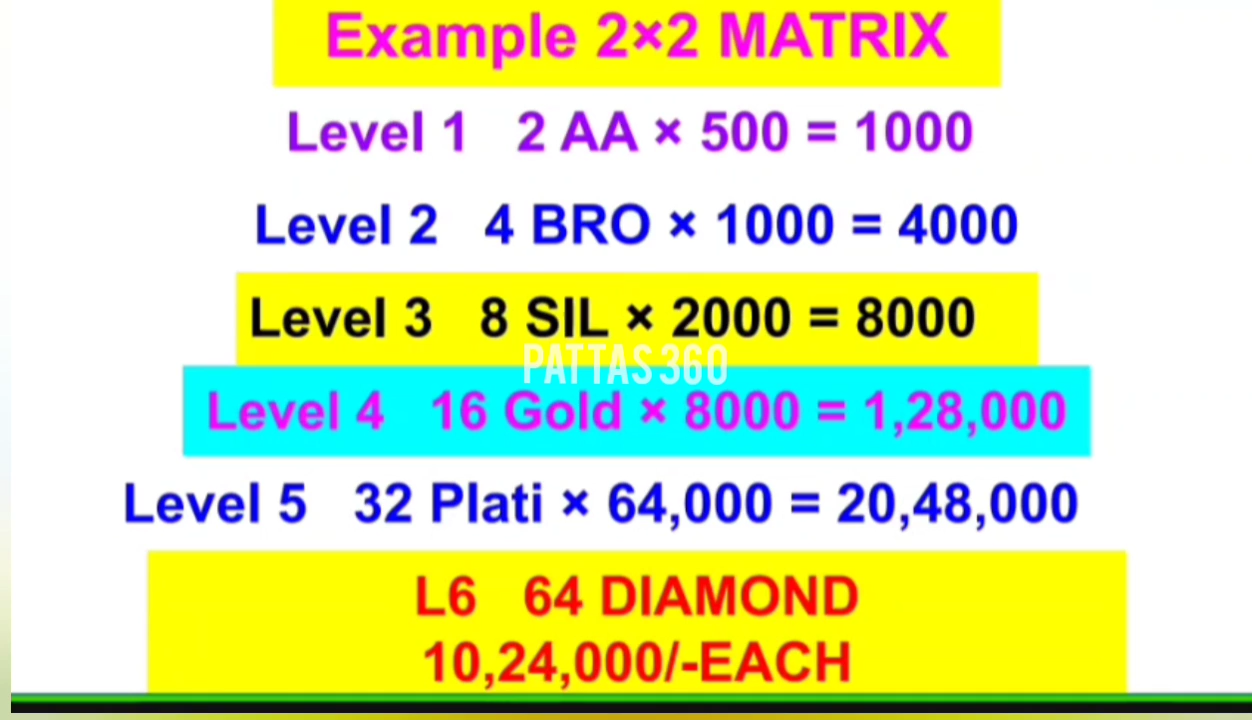 Example 2×2 MATRIX
Level 1 2 AA × 500 = 1000
Level 2 4 BRO × 1000 = 4000
Level 3 8 SIL × 2000 = 8000
PATTAS 360
Level 4 16 Gold × 8000 = 1,28,000
Level 5 32 Plati × 64,000 = 20,48,000
L6 64 DIAMOND
10,24,000/-EACH